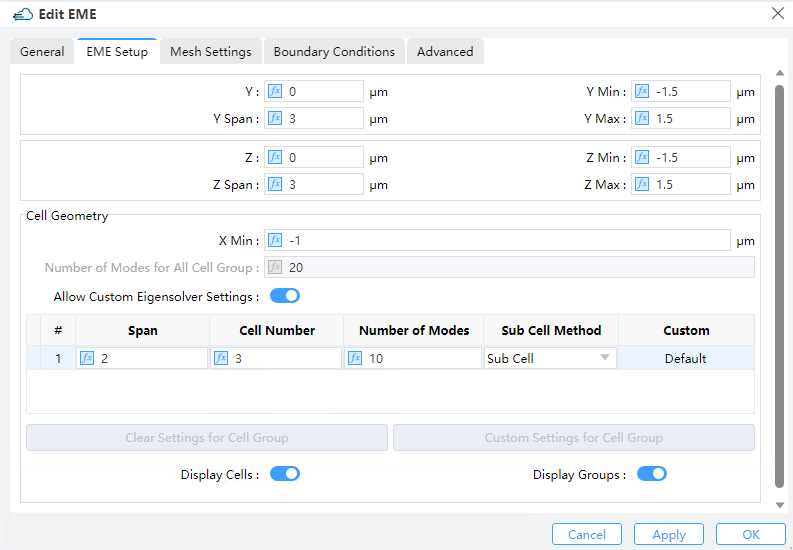 Edit EME
General EME Setup Mesh Settings Boundary Conditions Advanced
Y : fx 0 μm Y Min : fx -1.5 μm
Y Span : fx 3 μm Y Max : fx 1.5 μm
Z : fx 0 μm Z Min : fx -1.5 μm
Z Span : fx 3 μm Z Max : fx 1.5 μm
Cell Geometry
X Min : fx -1 μm
Number of Modes for All Cell Group : fx 20
Allow Custom Eigensolver Settings :
# Span Cell Number Number of Modes Sub Cell Method Custom
1 fx 2 fx 3 fx 10 Sub Cell Default
Clear Settings for Cell Group Custom Settings for Cell Group
Display Cells : Display Groups :
Cancel Apply OK